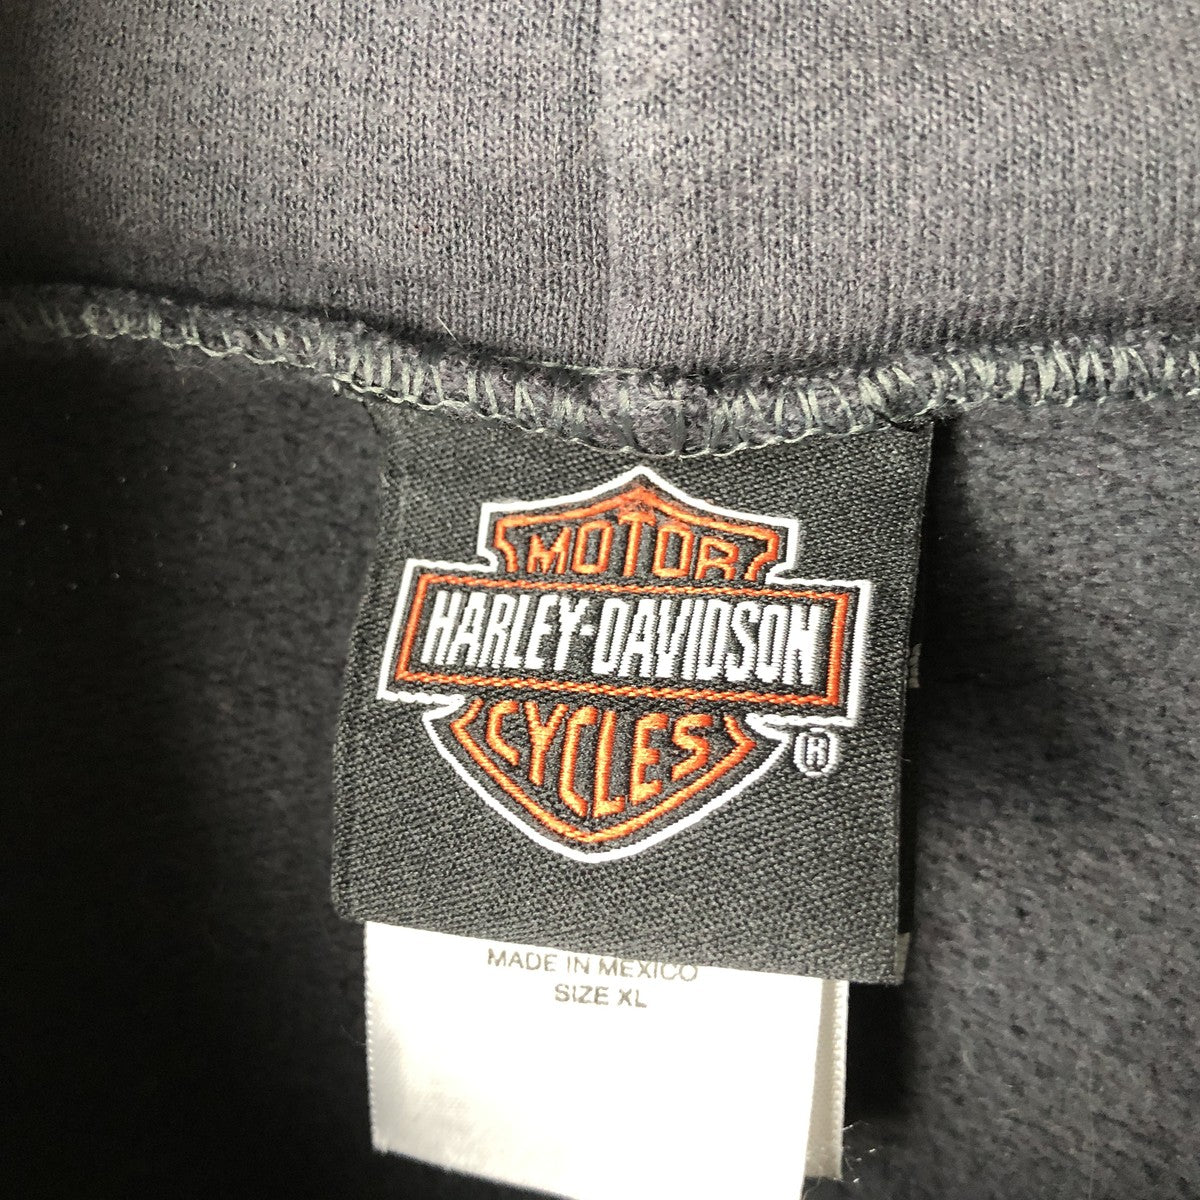 MOTOR
HARLEY-DAVIDSON
CYCLES
®
MADE IN MEXICO
SIZE XL